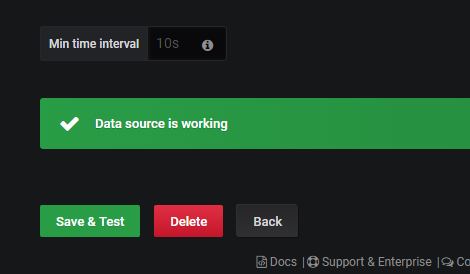 Min time interval 10s
Data source is working
Save & Test Delete Back
Docs | Support & Enterprise | Co